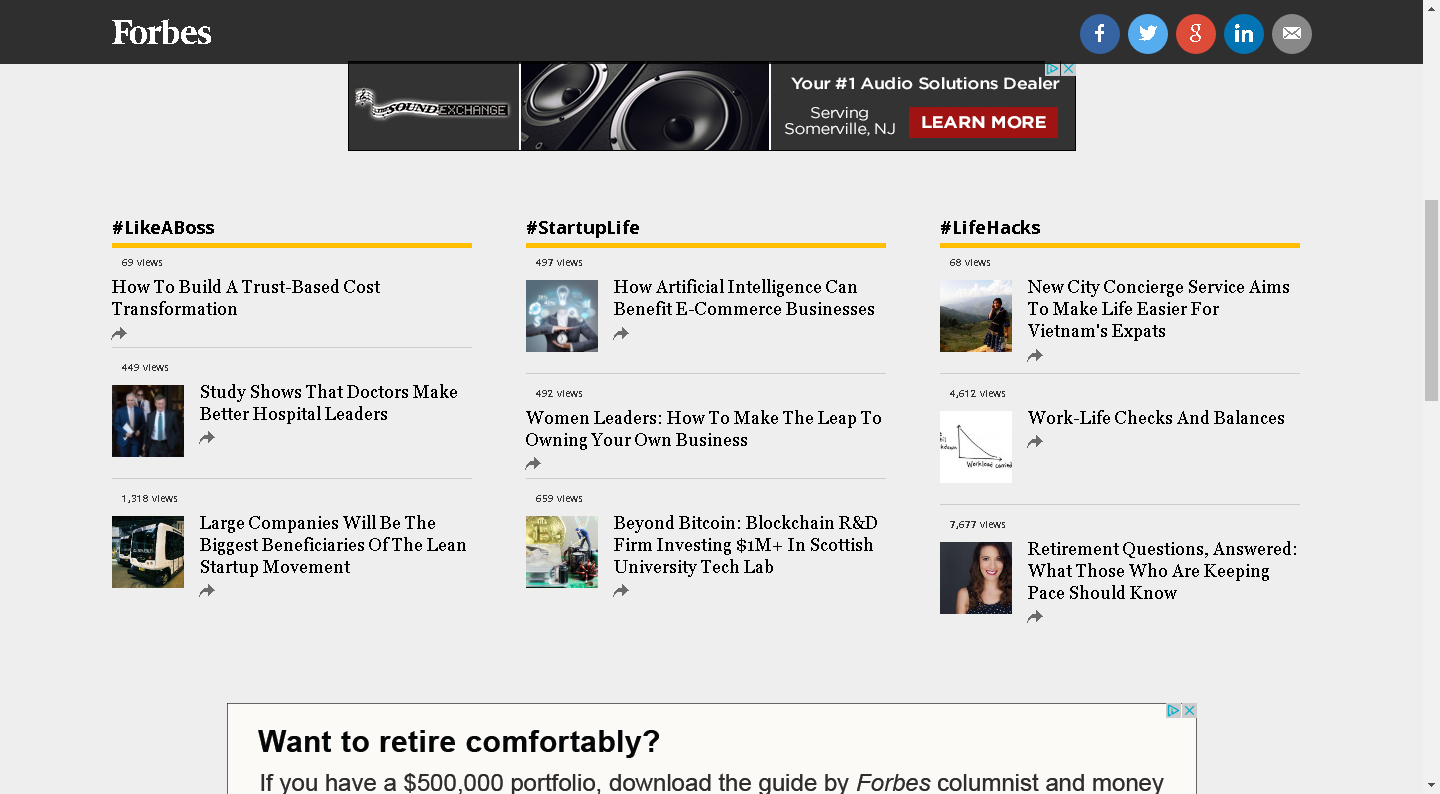 Forbes
THE SOUND EXCHANGE
Your #1 Audio Solutions Dealer
Serving
Somerville, NJ
LEARN MORE
#LikeABoss
69 views
How To Build A Trust-Based Cost
Transformation
449 views
Study Shows That Doctors Make
Better Hospital Leaders
1,318 views
Large Companies Will Be The
Biggest Beneficiaries Of The Lean
Startup Movement
#StartupLife
497 views
How Artificial Intelligence Can
Benefit E-Commerce Businesses
492 views
Women Leaders: How To Make The Leap To
Owning Your Own Business
659 views
Beyond Bitcoin: Blockchain R&D
Firm Investing $1M+ In Scottish
University Tech Lab
#LifeHacks
68 views
New City Concierge Service Aims
To Make Life Easier For
Vietnam's Expats
4,612 views
Work-Life Checks And Balances
Workload carried
7,677 views
Retirement Questions, Answered:
What Those Who Are Keeping
Pace Should Know
Want to retire comfortably?
If you have a $500,000 portfolio, download the guide by Forbes columnist and money